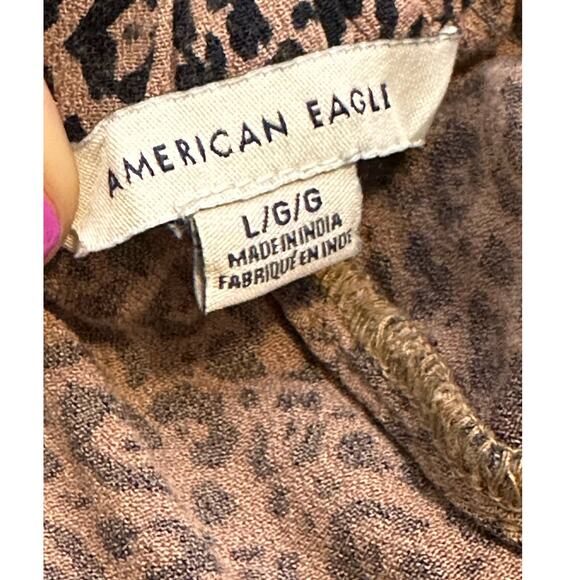 AMERICAN EAGLE
L/G/G
MADE IN INDIA
FABRIQUÉ EN INDE